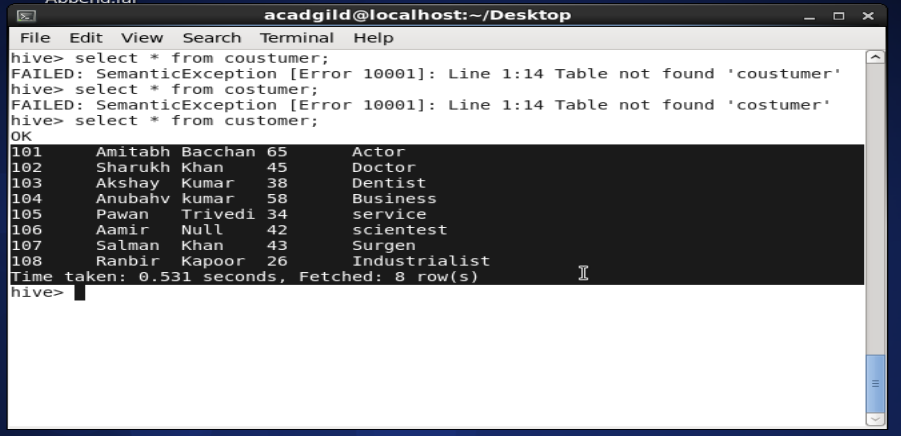 acadgild@localhost:~/Desktop
File Edit View Search Terminal Help
hive> select * from coustumer;
FAILED: SemanticException [Error 10001]: Line 1:14 Table not found 'coustumer'
hive> select * from costumer;
FAILED: SemanticException [Error 10001]: Line 1:14 Table not found 'costumer'
hive> select * from customer;
OK
101 Amitabh Bacchan 65 Actor
102 Sharukh Khan 45 Doctor
103 Akshay Kumar 38 Dentist
104 Anubahv kumar 58 Business
105 Pawan Trivedi 34 service
106 Aamir Null 42 scientest
107 Salman Khan 43 Surgen
108 Ranbir Kapoor 26 Industrialist
Time taken: 0.531 seconds, Fetched: 8 row(s)
hive>